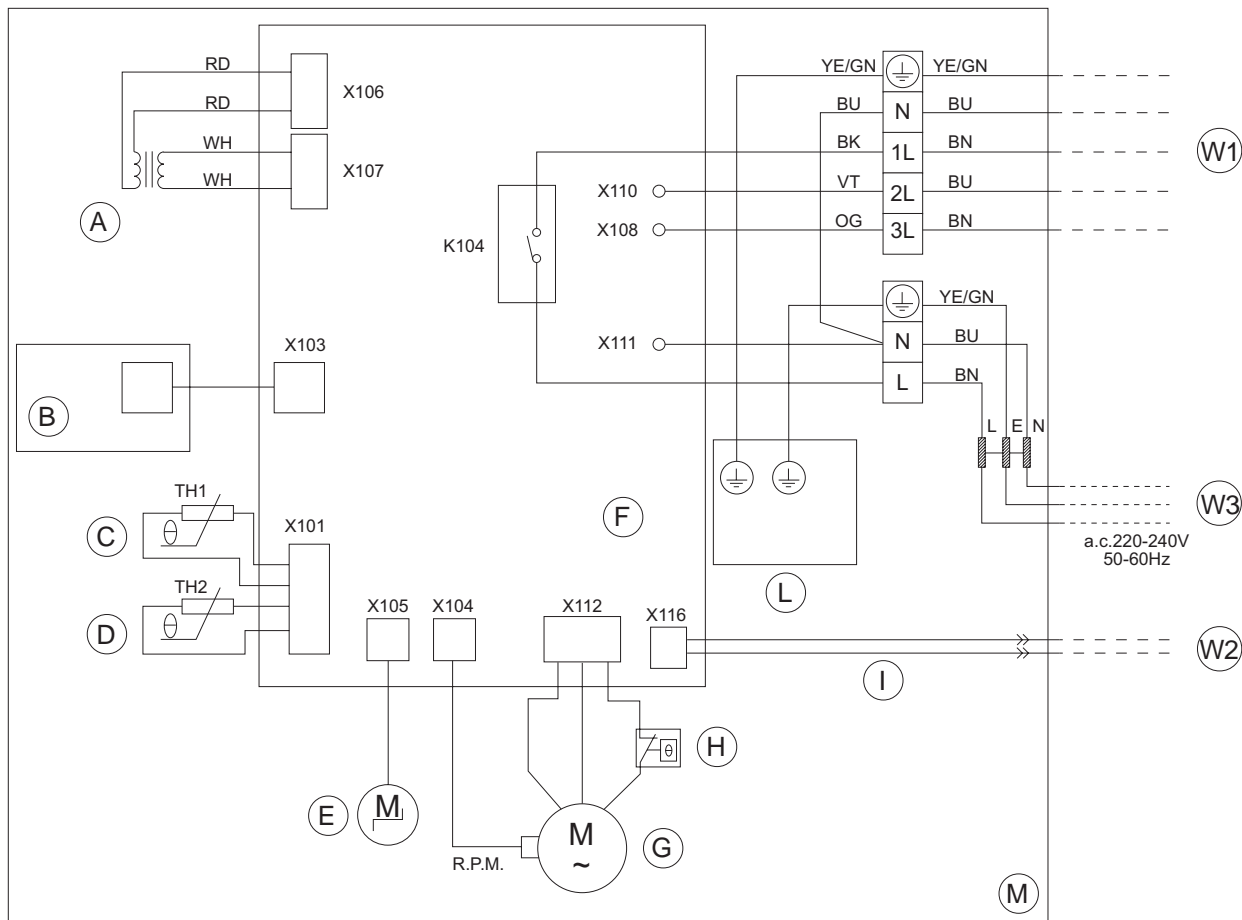 RD
RD
X106
WH
WH
X107
A
YE/GN
YE/GN
BU
N
BU
BK
1L
BN
X110
VT
2L
BU
X108
OG
3L
BN
W1
K104
YE/GN
X111
N
BU
L
BN
L E N
X103
B
TH1
C
X101
TH2
D
F
L
W3
a.c.220-240V
50-60Hz
X105
X104
X112
X116
W2
I
θ
θ
θ
H
E
M
M
~
G
R.P.M.
M